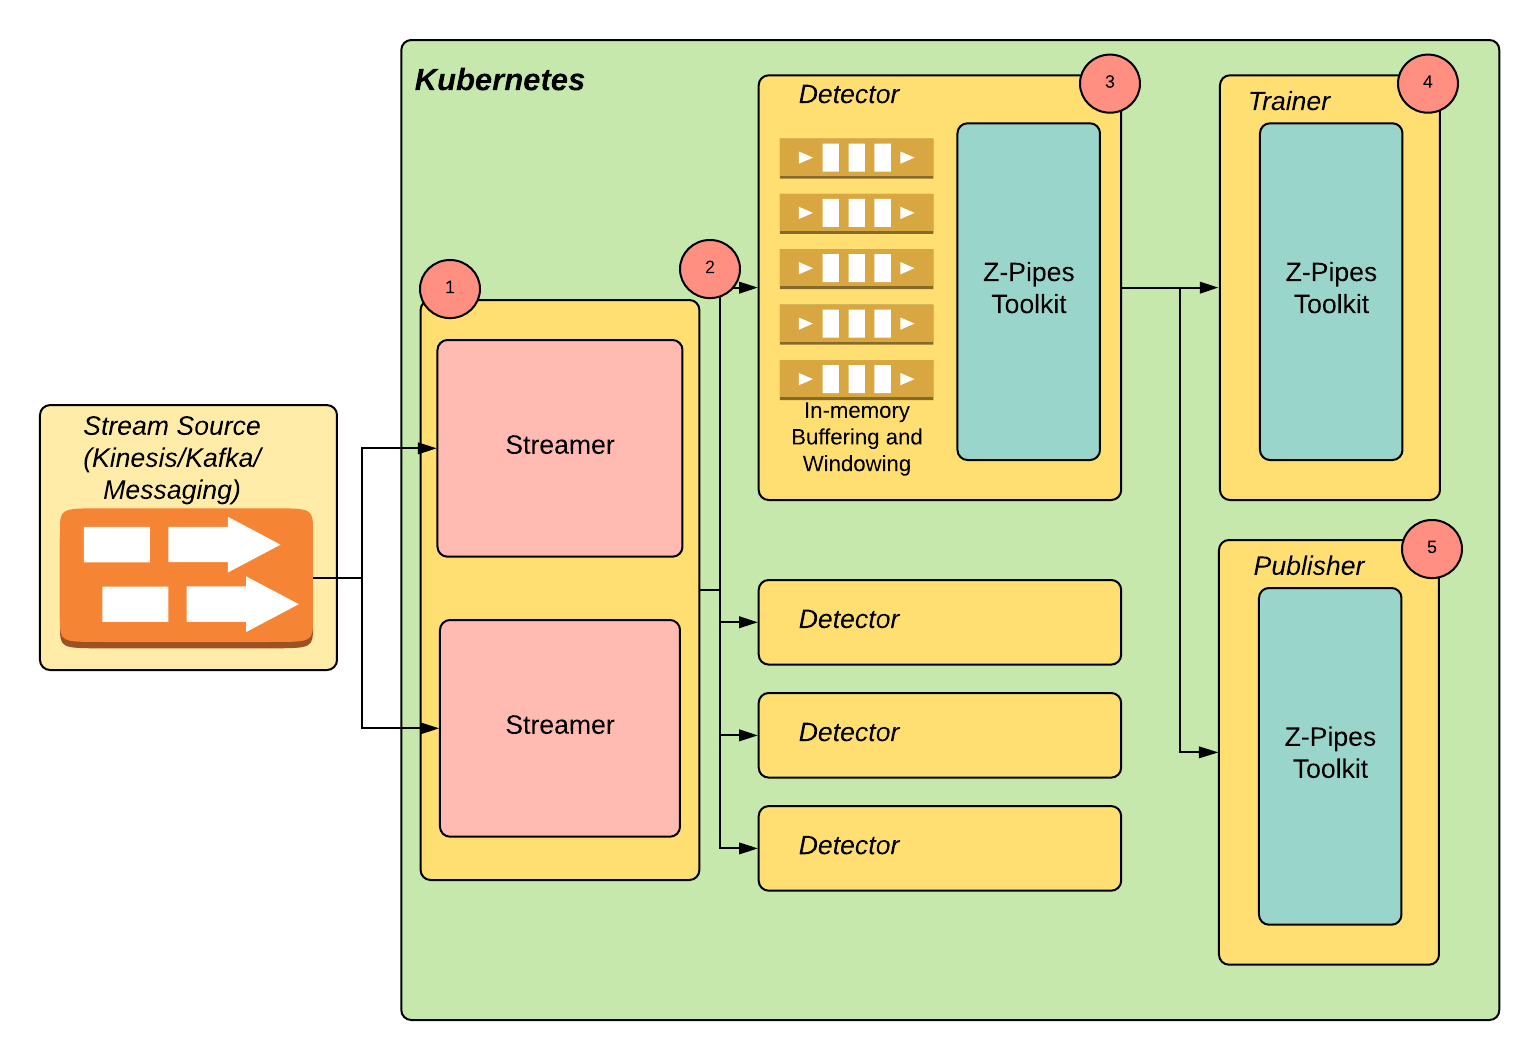 Kubernetes
Stream Source
(Kinesis/Kafka/
Messaging)
1
Streamer
Streamer
2
3
Detector
In-memory
Buffering and
Windowing
Z-Pipes
Toolkit
Detector
Detector
Detector
4
Trainer
Z-Pipes
Toolkit
5
Publisher
Z-Pipes
Toolkit